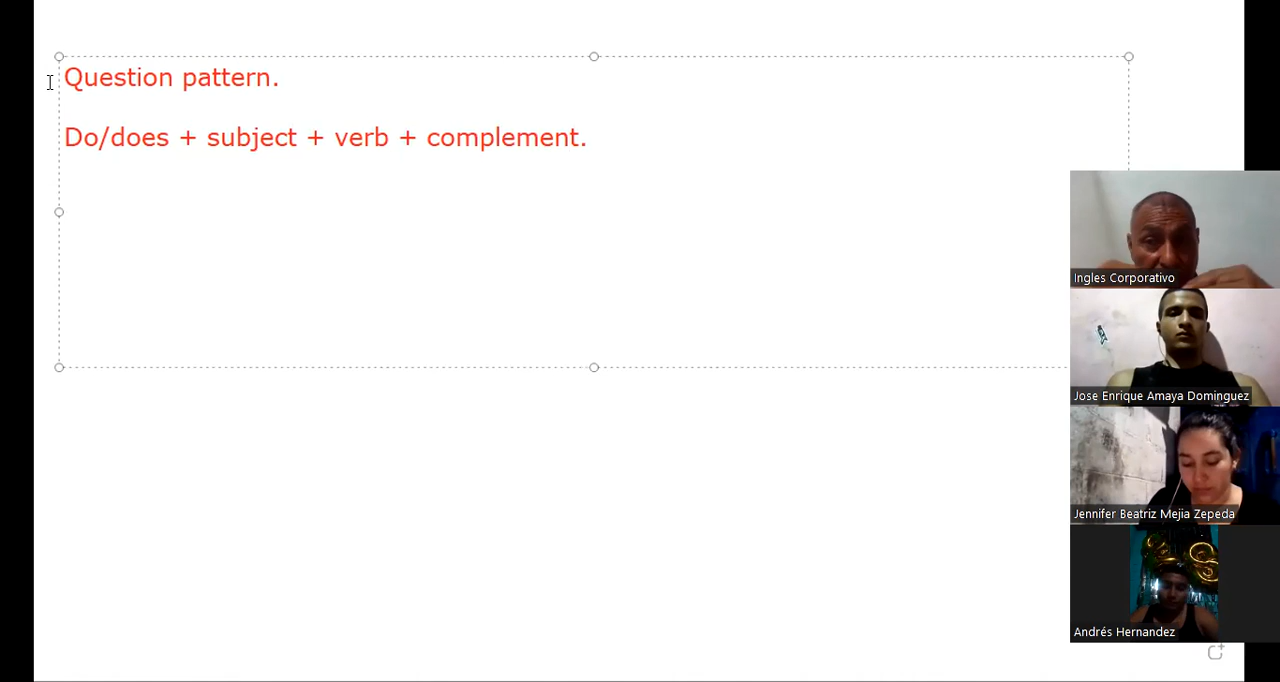 Question pattern.
Do/does + subject + verb + complement.
Ingles Corporativo
Jose Enrique Amaya Dominguez
Jennifer Beatriz Mejia Zepeda
Andrés Hernandez